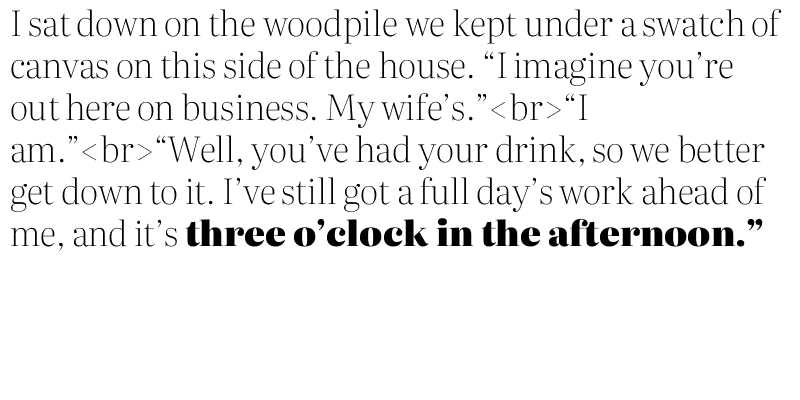 I sat down on the woodpile we kept under a swatch of
canvas on this side of the house. “I imagine you’re
out here on business. My wife’s.”<br>“I
am.”<br>“Well, you’ve had your drink, so we better
get down to it. I’ve still got a full day’s work ahead of
me, and it’s three o’clock in the afternoon.”